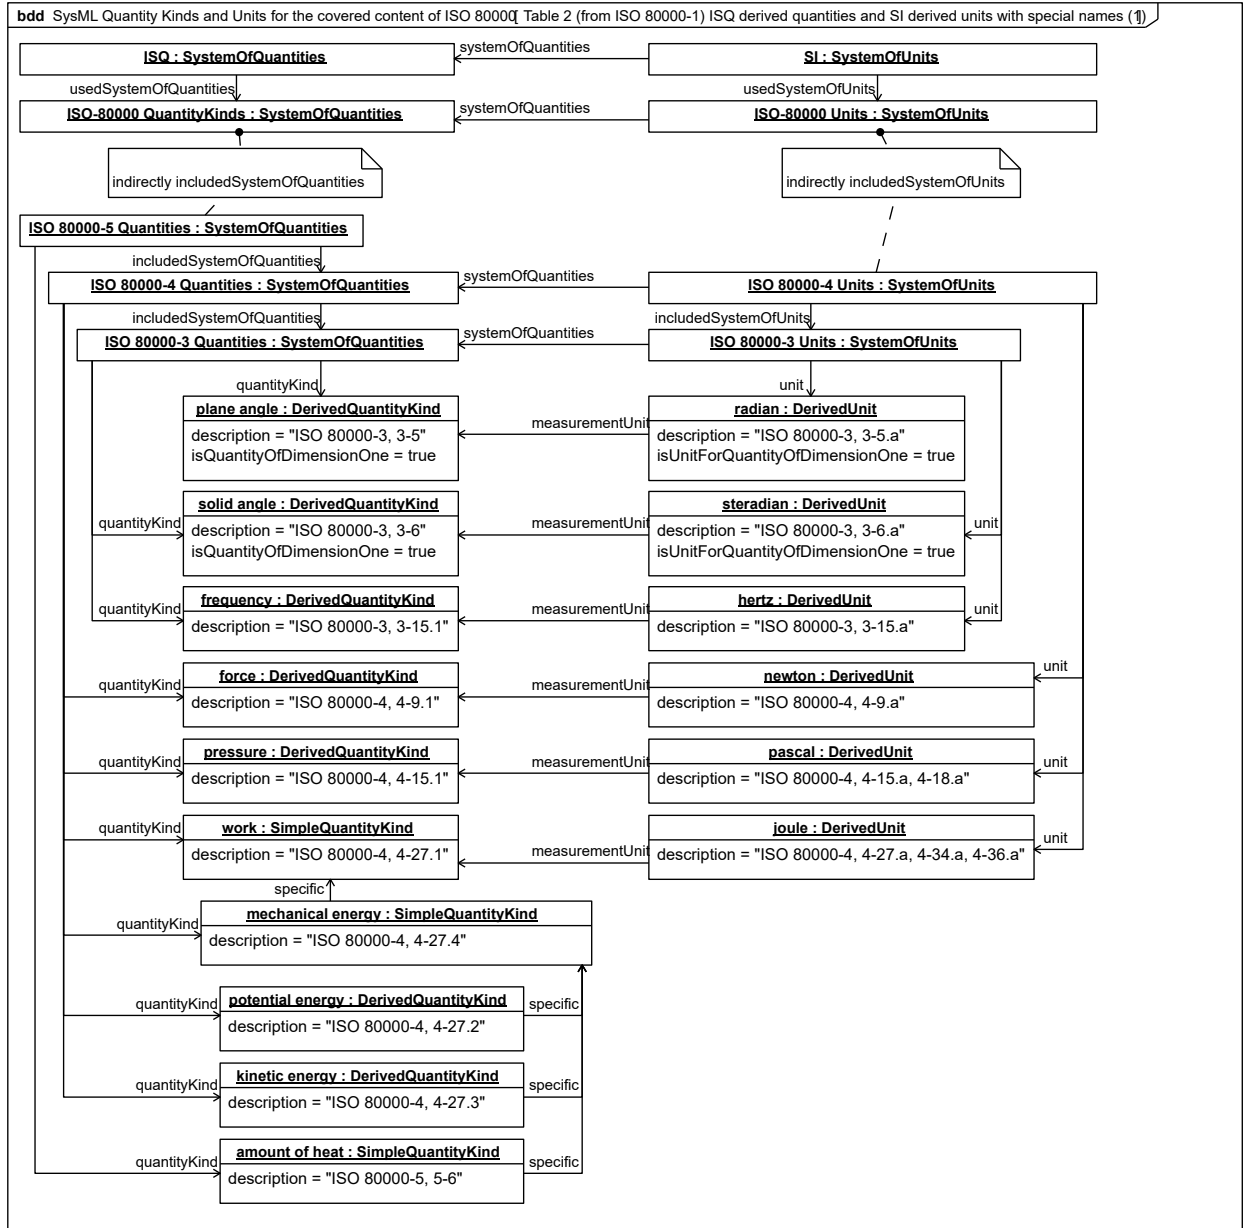 bdd SysML Quantity Kinds and Units for the covered content of ISO 80000[ Table 2 (from ISO 80000-1) ISQ derived quantities and SI derived units with special names (1])
ISQ : SystemOfQuantities
systemOfQuantities
SI : SystemOfUnits
usedSystemOfQuantities
usedSystemOfUnits
ISO-80000 QuantityKinds : SystemOfQuantities
systemOfQuantities
ISO-80000 Units : SystemOfUnits
indirectly includedSystemOfQuantities
indirectly includedSystemOfUnits
ISO 80000-5 Quantities : SystemOfQuantities
includedSystemOfQuantities
ISO 80000-4 Quantities : SystemOfQuantities
systemOfQuantities
ISO 80000-4 Units : SystemOfUnits
includedSystemOfQuantities
includedSystemOfUnits
ISO 80000-3 Quantities : SystemOfQuantities
systemOfQuantities
ISO 80000-3 Units : SystemOfUnits
quantityKind
unit
plane angle : DerivedQuantityKind
description = "ISO 80000-3, 3-5"
isQuantityOfDimensionOne = true
measurementUnit
radian : DerivedUnit
description = "ISO 80000-3, 3-5.a"
isUnitForQuantityOfDimensionOne = true
quantityKind
solid angle : DerivedQuantityKind
description = "ISO 80000-3, 3-6"
isQuantityOfDimensionOne = true
measurementUnit
steradian : DerivedUnit
description = "ISO 80000-3, 3-6.a"
isUnitForQuantityOfDimensionOne = true
unit
quantityKind
frequency : DerivedQuantityKind
description = "ISO 80000-3, 3-15.1"
measurementUnit
hertz : DerivedUnit
description = "ISO 80000-3, 3-15.a"
unit
quantityKind
force : DerivedQuantityKind
description = "ISO 80000-4, 4-9.1"
measurementUnit
newton : DerivedUnit
description = "ISO 80000-4, 4-9.a"
unit
quantityKind
pressure : DerivedQuantityKind
description = "ISO 80000-4, 4-15.1"
measurementUnit
pascal : DerivedUnit
description = "ISO 80000-4, 4-15.a, 4-18.a"
unit
quantityKind
work : SimpleQuantityKind
description = "ISO 80000-4, 4-27.1"
measurementUnit
joule : DerivedUnit
description = "ISO 80000-4, 4-27.a, 4-34.a, 4-36.a"
unit
specific
quantityKind
mechanical energy : SimpleQuantityKind
description = "ISO 80000-4, 4-27.4"
quantityKind
potential energy : DerivedQuantityKind
description = "ISO 80000-4, 4-27.2"
specific
quantityKind
kinetic energy : DerivedQuantityKind
description = "ISO 80000-4, 4-27.3"
specific
quantityKind
amount of heat : SimpleQuantityKind
description = "ISO 80000-5, 5-6"
specific